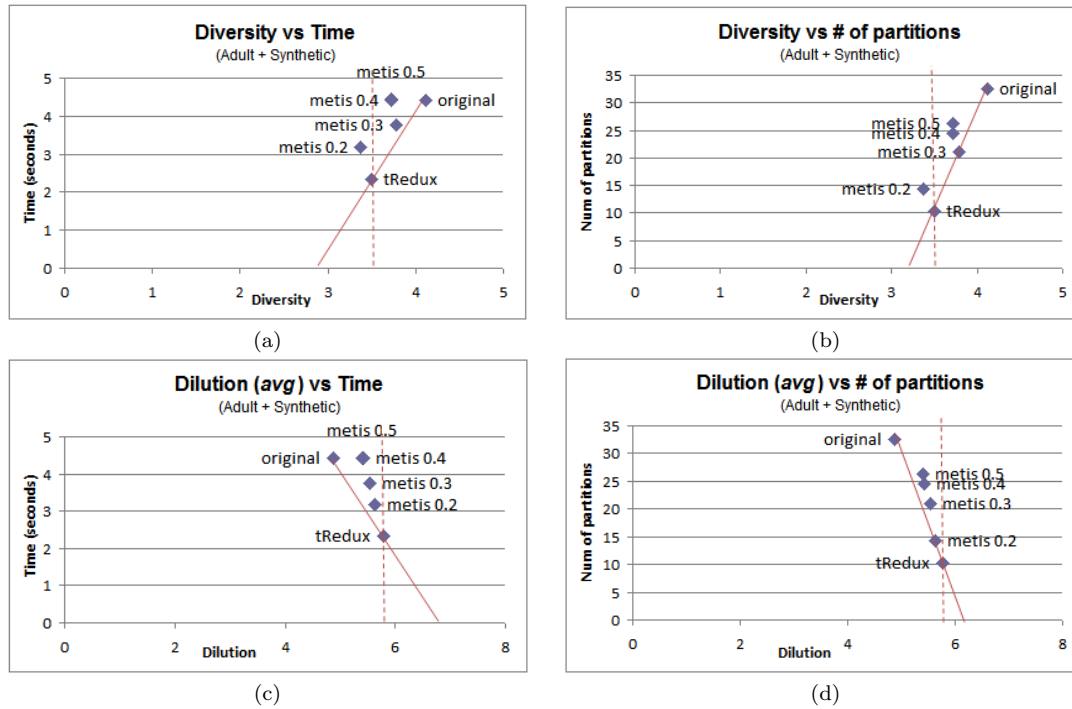 Diversity vs Time
(Adult + Synthetic)
metis 0.5
5
4
3
2
1
0
Time (seconds)
metis 0.4
original
metis 0.3
metis 0.2
tRedux
0 1 2 3 4 5
Diversity
(a)
Diversity vs # of partitions
(Adult + Synthetic)
35
30
25
20
15
10
5
0
Num of partitions
original
metis 0.5
metis 0.4
metis 0.3
metis 0.2
tRedux
0 1 2 3 4 5
Diversity
(b)
Dilution (avg) vs Time
(Adult + Synthetic)
metis 0.5
5
4
3
2
1
0
Time (seconds)
original
metis 0.4
metis 0.3
metis 0.2
tRedux
0 2 4 6 8
Dilution
(c)
Dilution (avg) vs # of partitions
(Adult + Synthetic)
35
30
25
20
15
10
5
0
Num of partitions
original
metis 0.5
metis 0.4
metis 0.3
metis 0.2
tRedux
0 2 4 6 8
Dilution
(d)